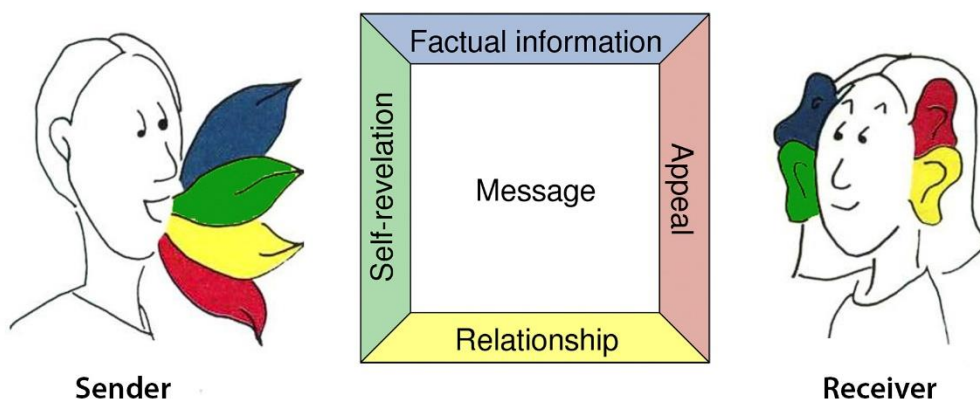 Factual information
Self-revelation
Message
Appeal
Relationship
Sender
Receiver